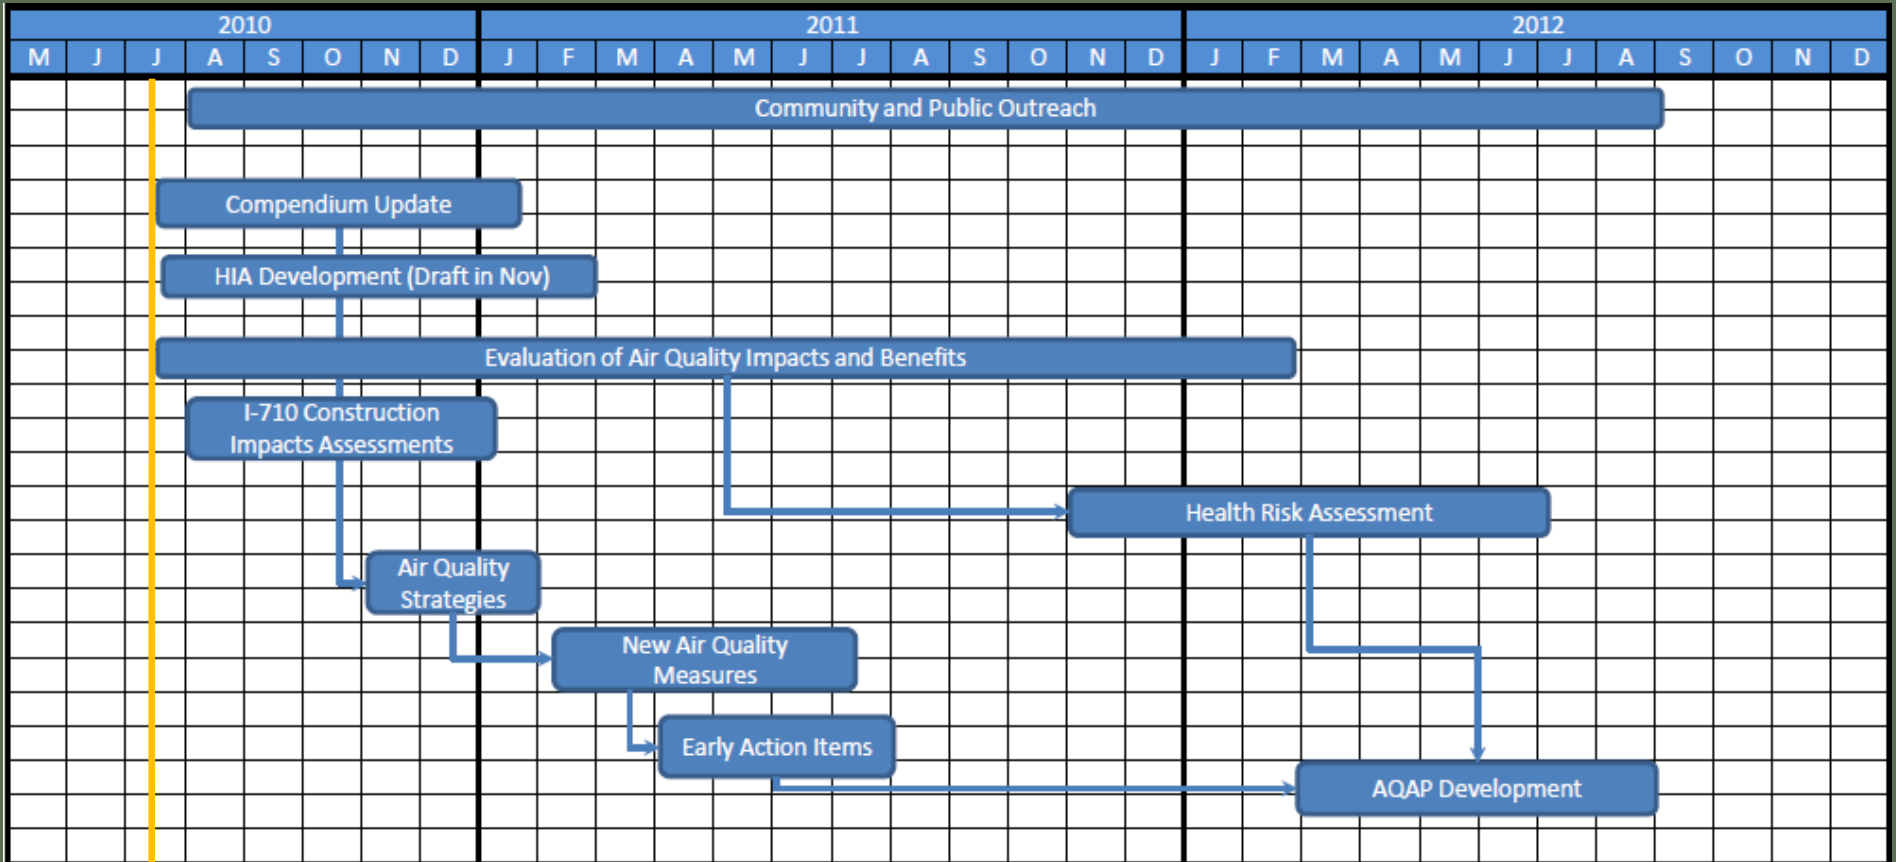 2010 2011 2012
M J J A S O N D J F M A M J J A S O N D J F M A M J J A S O N D
Community and Public Outreach
Compendium Update
HIA Development (Draft in Nov)
Evaluation of Air Quality Impacts and Benefits
I-710 Construction
Impacts Assessments
Health Risk Assessment
Air Quality
Strategies
New Air Quality
Measures
Early Action Items
AQAP Development